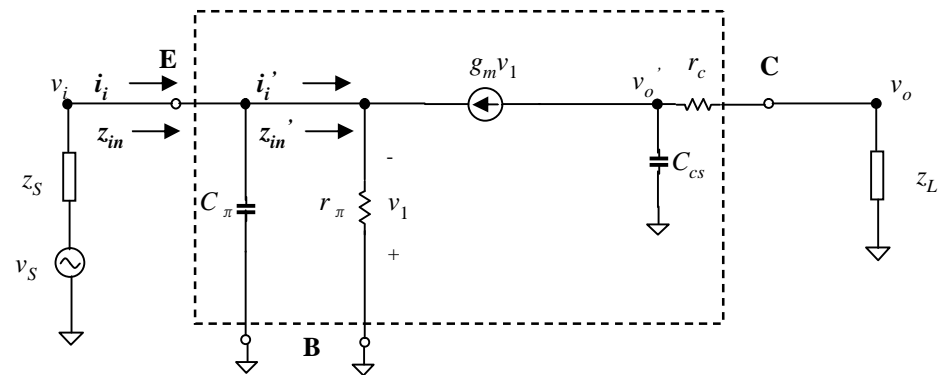 E
v_i
i_i
i_i'
g_m v_1
v_o'
r_c
C
v_o
z_in
z_in'
-
z_S
C_π
r_π
v_1
C_cs
z_L
+
v_S
B